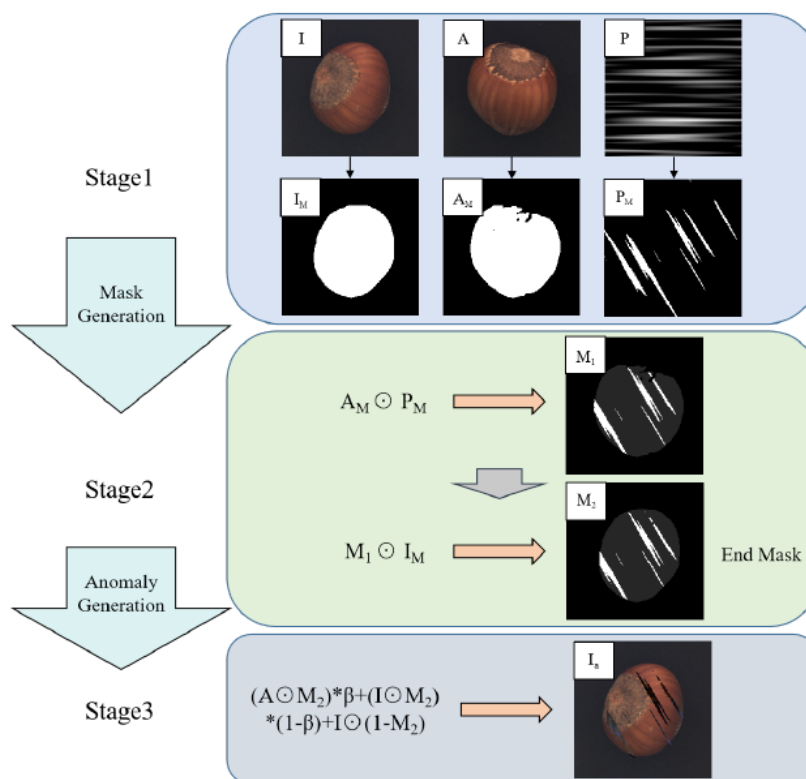 I
A
P
Stage1
I_M
A_M
P_M
Mask
Generation
M_1
A_M ⊙ P_M
Stage2
M_2
M_1 ⊙ I_M
End Mask
Anomaly
Generation
I_a
Stage3
(A⊙M_2)*β+(I⊙M_2)
*(1-β)+I⊙(1-M_2)